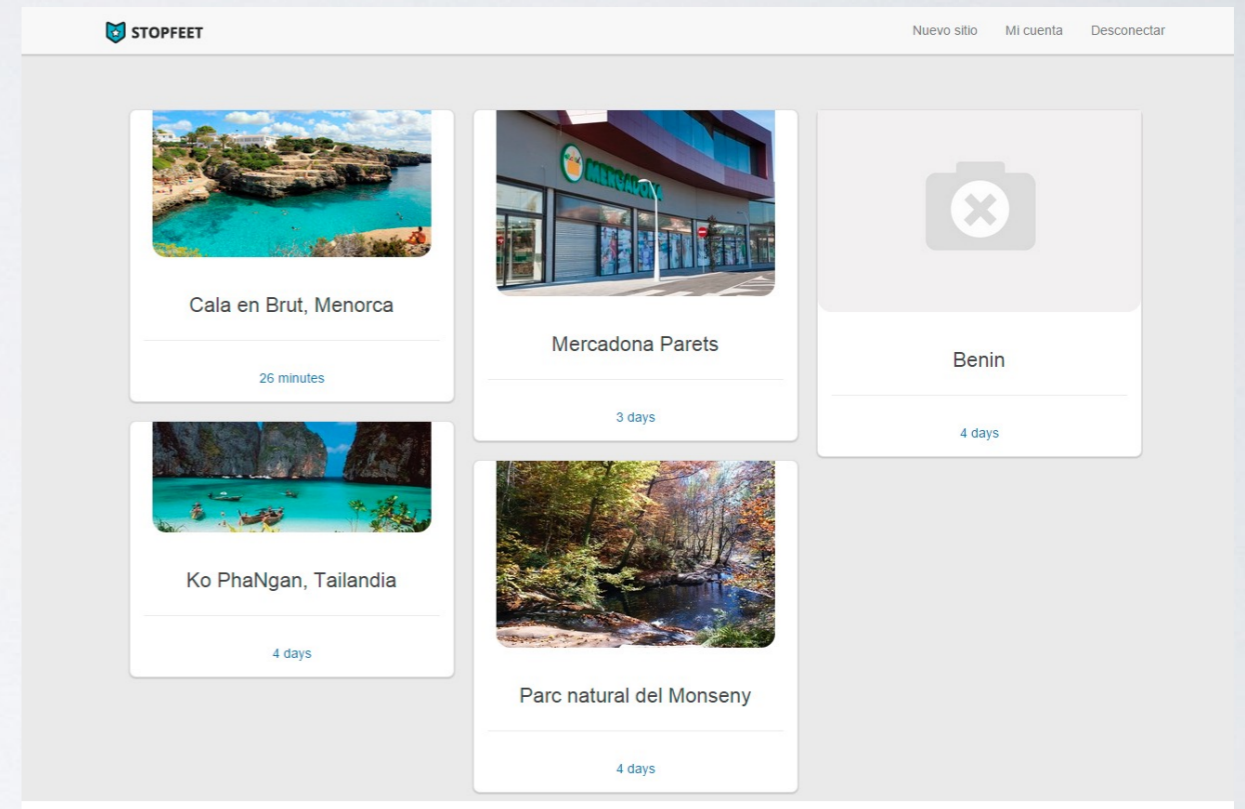 STOPFEET
Nuevo sitio
Mi cuenta
Desconectar
MERCADONA
Cala en Brut, Menorca
26 minutes
Mercadona Parets
3 days
Benin
4 days
Ko PhaNgan, Tailandia
4 days
Parc natural del Monseny
4 days